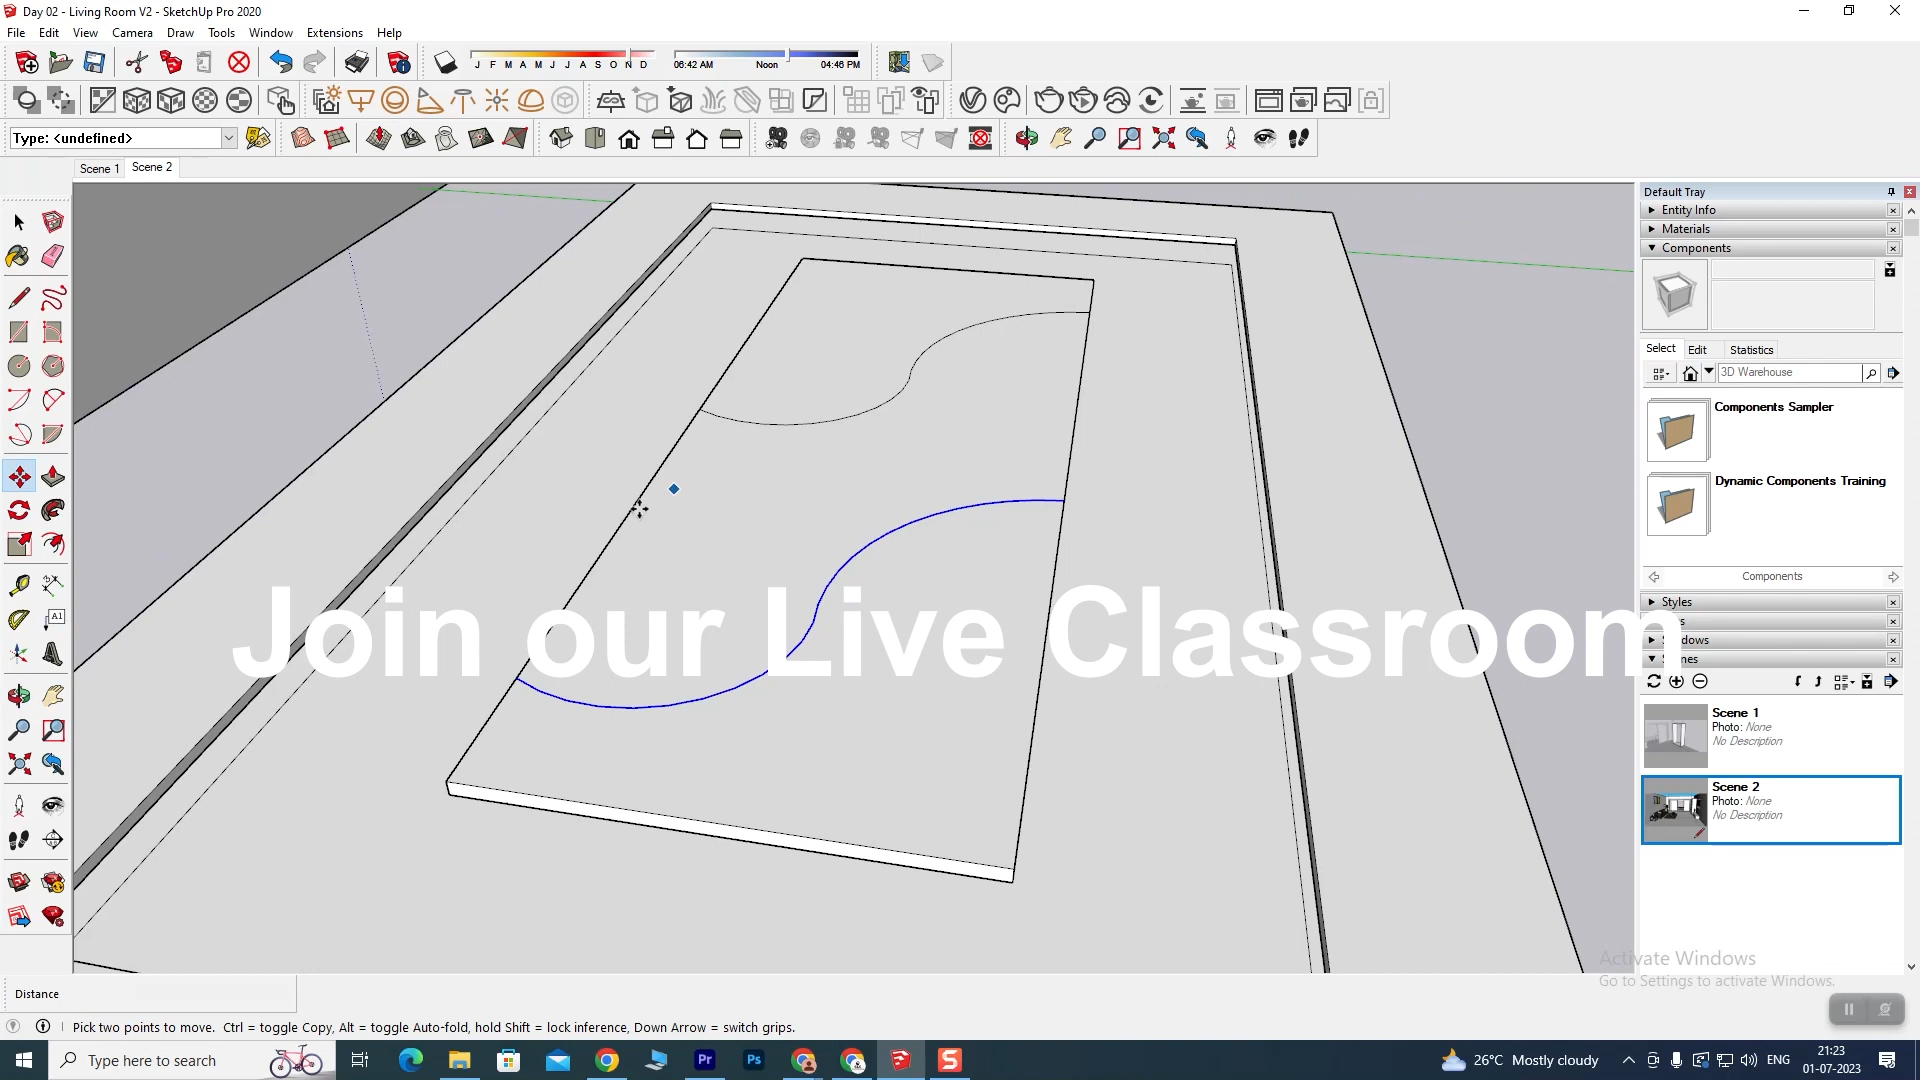 Day 02 - Living Room V2 - SketchUp Pro 2020
File Edit View Camera Draw Tools Window Extensions Help
J F M A M J J A S O N D
06:42 AM Noon 04:46 PM
Type: <undefined>
Scene 1 Scene 2
Default Tray
Entity Info
Materials
Components
Select Edit Statistics
3D Warehouse
Components Sampler
Dynamic Components Training
Components
Styles
Scene 1
Photo: None
No Description
Scene 2
Photo: None
No Description
Join our Live Classroom
A1
Activate Windows
Go to Settings to activate Windows.
Distance
Pick two points to move. Ctrl = toggle Copy, Alt = toggle Auto-fold, hold Shift = lock inference, Down Arrow = switch grips.
Type here to search
Pr
Ps
S
26°C Mostly cloudy
ENG
21:23
01-07-2023